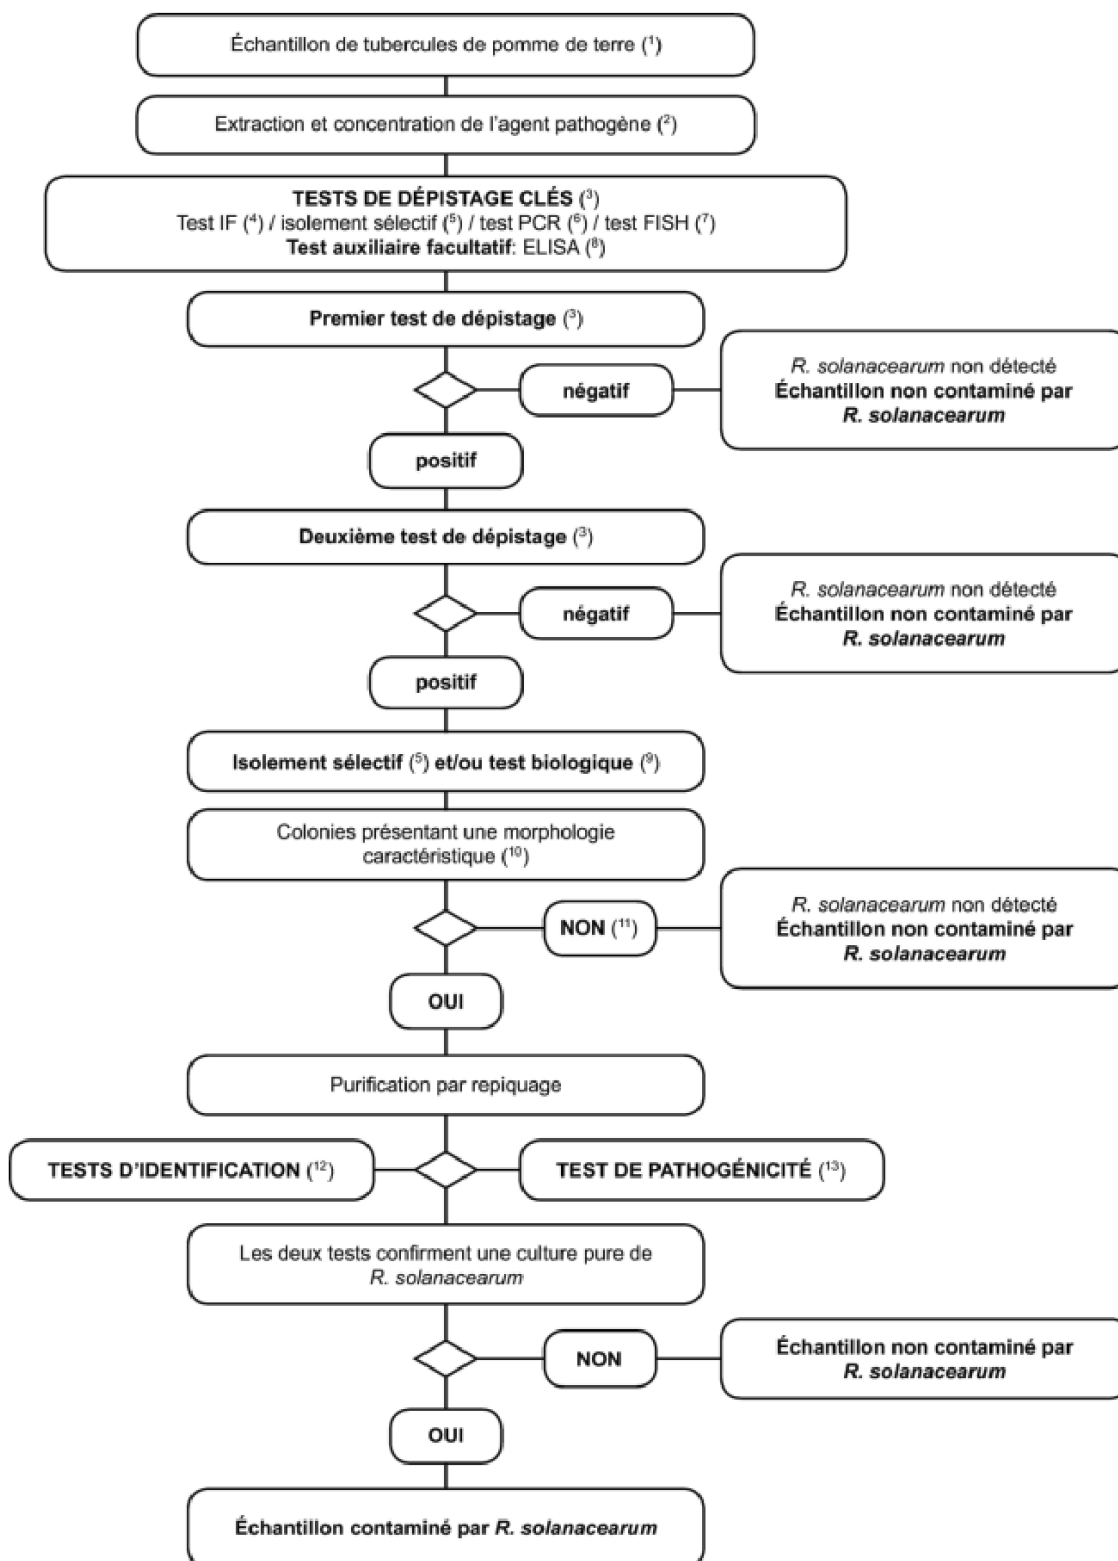 Échantillon de tubercules de pomme de terre (¹)
Extraction et concentration de l'agent pathogène (²)
TESTS DE DÉPISTAGE CLÉS (³)
Test IF (⁴) / isolement sélectif (⁵) / test PCR (⁶) / test FISH (⁷)
Test auxiliaire facultatif: ELISA (⁸)
Premier test de dépistage (³)
négatif
R. solanacearum non détecté
Échantillon non contaminé par
R. solanacearum
positif
Deuxième test de dépistage (³)
négatif
R. solanacearum non détecté
Échantillon non contaminé par
R. solanacearum
positif
Isolement sélectif (⁵) et/ou test biologique (⁹)
Colonies présentant une morphologie
caractéristique (¹⁰)
NON (¹¹)
R. solanacearum non détecté
Échantillon non contaminé par
R. solanacearum
OUI
Purification par repiquage
TESTS D'IDENTIFICATION (¹²)
TEST DE PATHOGÉNICITÉ (¹³)
Les deux tests confirment une culture pure de
R. solanacearum
NON
Échantillon non contaminé par
R. solanacearum
OUI
Échantillon contaminé par R. solanacearum